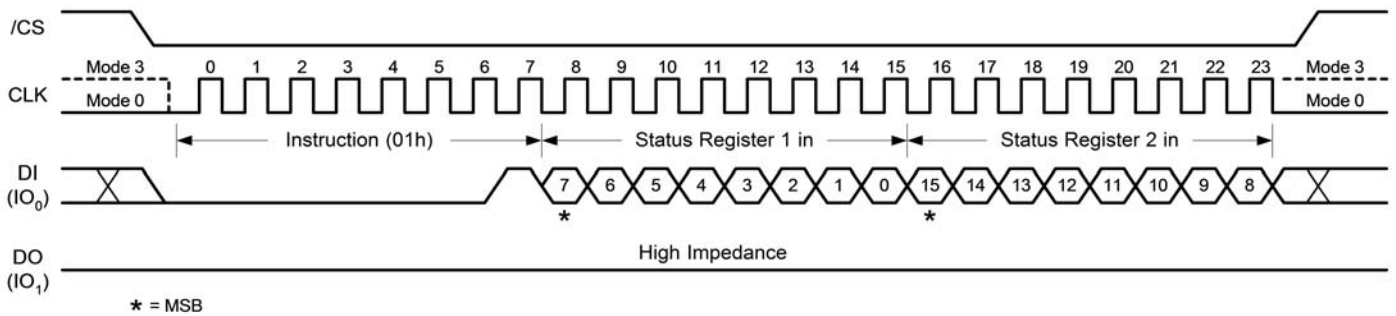 /CS
Mode 3 0 1 2 3 4 5 6 7 8 9 10 11 12 13 14 15 16 17 18 19 20 21 22 23 Mode 3
CLK Mode 0 Mode 0
Instruction (01h) Status Register 1 in Status Register 2 in
DI
(IO0) 7 6 5 4 3 2 1 0 15 14 13 12 11 10 9 8
* *
DO High Impedance
(IO1)
* = MSB